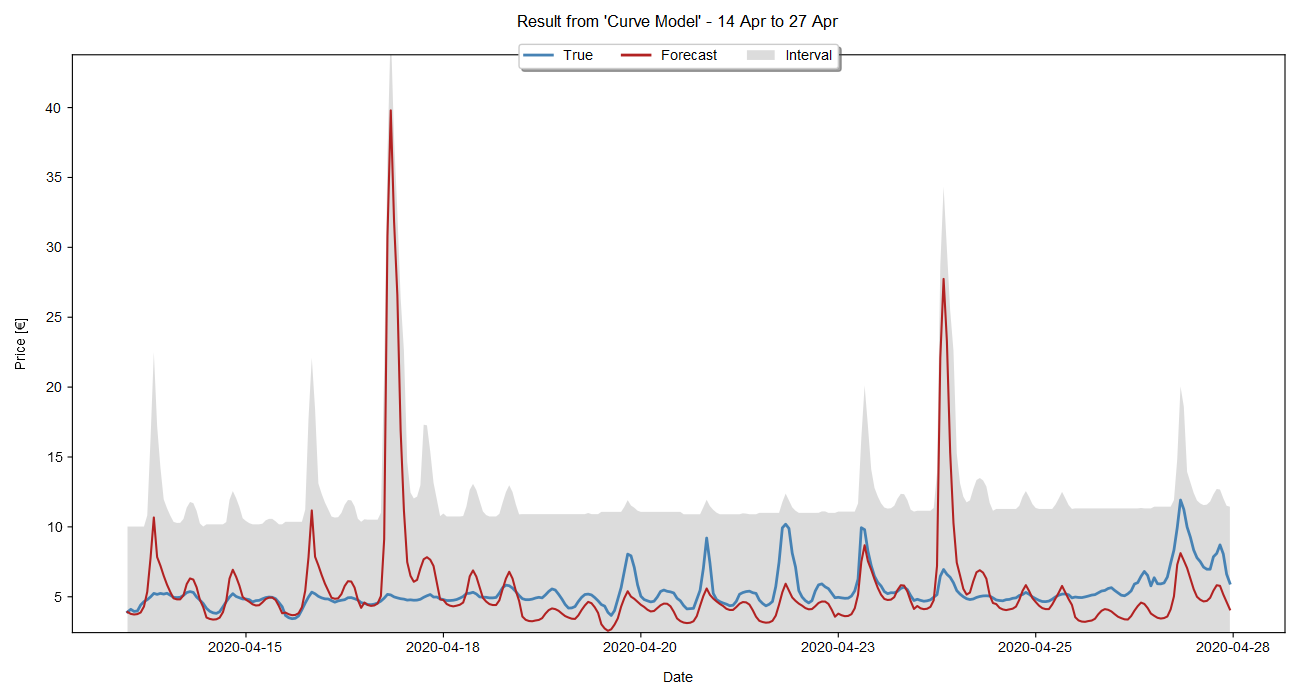 Result from 'Curve Model' - 14 Apr to 27 Apr
True Forecast Interval
40
35
30
25
20
15
10
5
Price [€]
2020-04-15 2020-04-18 2020-04-20 2020-04-23 2020-04-25 2020-04-28
Date